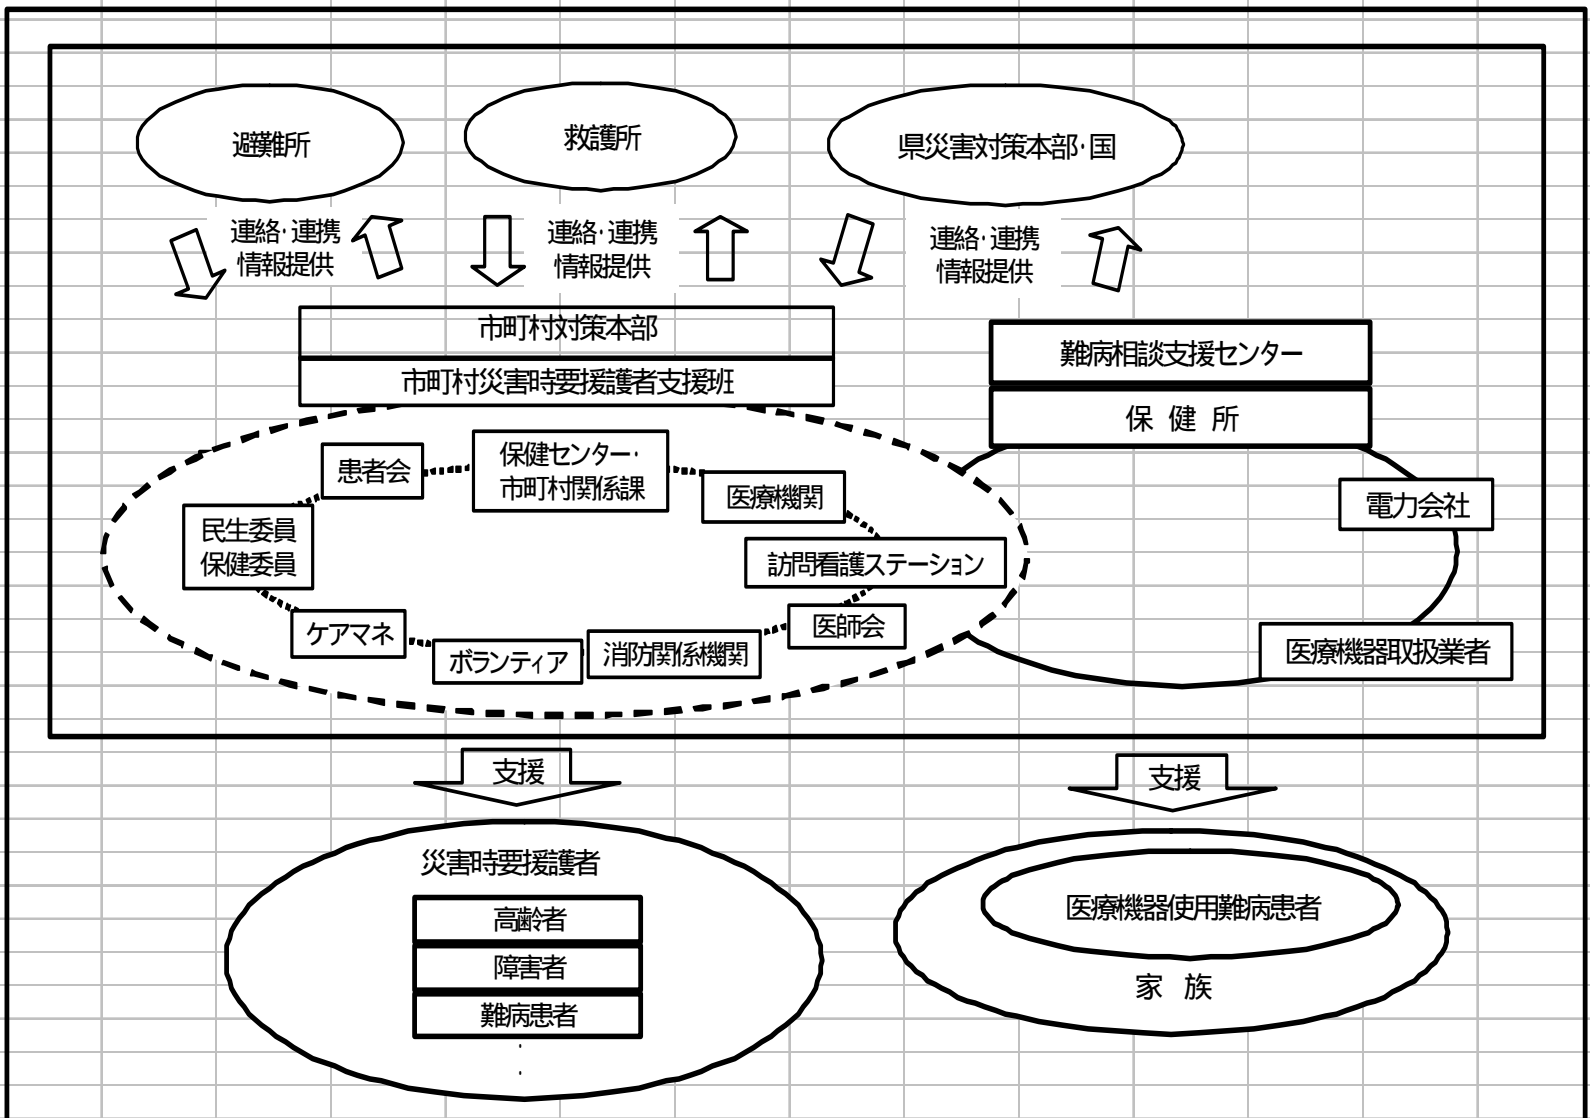 避難所
救護所
県災害対策本部・国
連絡・連携
情報提供
連絡・連携
情報提供
連絡・連携
情報提供
市町村対策本部
市町村災害時要援護者支援班
難病相談支援センター
保 健 所
患者会
保健センター・
市町村関係課
医療機関
電力会社
民生委員
保健委員
訪問看護ステーション
ケアマネ
ボランティア
消防関係機関
医師会
医療機器取扱業者
支援
支援
災害時要援護者
高齢者
障害者
難病患者
・
・
医療機器使用難病患者
家 族